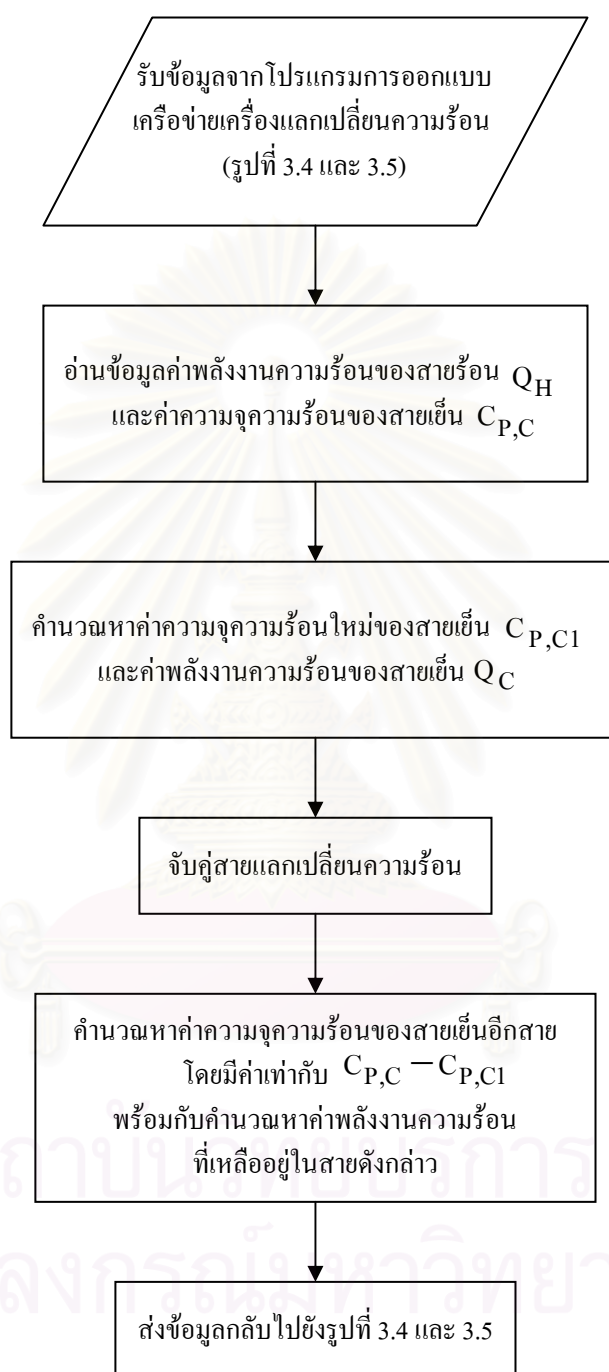 รับข้อมูลจากโปรแกรมการออกแบบ
เครือข่ายเครื่องแลกเปลี่ยนความร้อน
(รูปที่ 3.4 และ 3.5)
อ่านข้อมูลค่าพลังงานความร้อนของสายร้อน Q_H
และค่าความจุความร้อนของสายเย็น C_P,C
คำนวณหาค่าความจุความร้อนใหม่ของสายเย็น C_P,C1
และค่าพลังงานความร้อนของสายเย็น Q_C
จับคู่สายแลกเปลี่ยนความร้อน
คำนวณหาค่าความจุความร้อนของสายเย็นอีกสาย
โดยมีค่าเท่ากับ C_P,C − C_P,C1
พร้อมกับคำนวณหาค่าพลังงานความร้อน
ที่เหลืออยู่ในสายดังกล่าว
ส่งข้อมูลกลับไปยังรูปที่ 3.4 และ 3.5